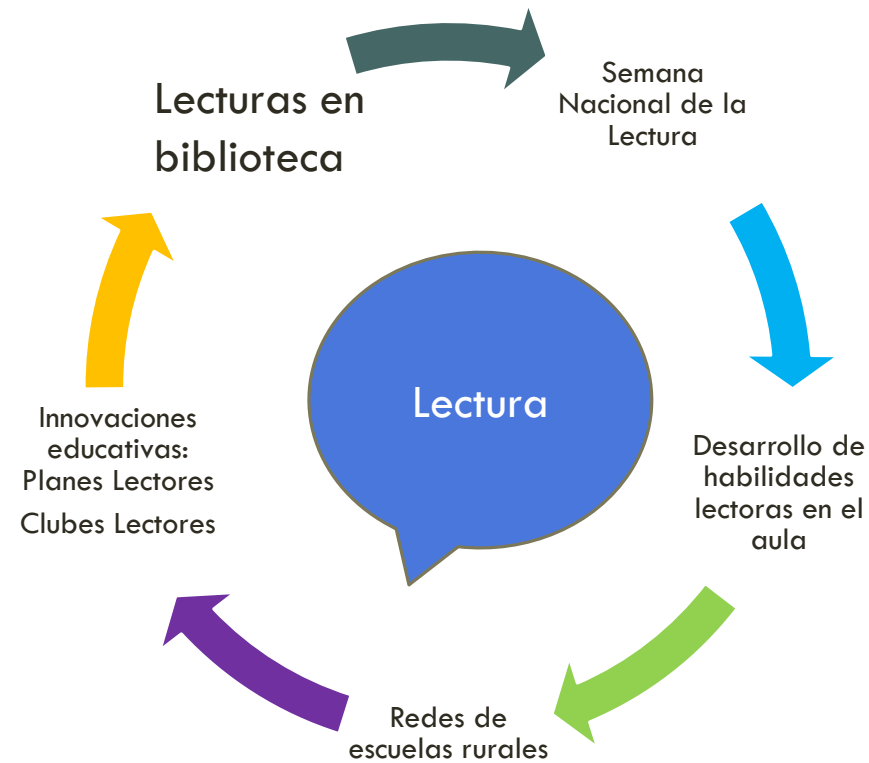 Lecturas en
biblioteca
Semana
Nacional de la
Lectura
Desarrollo de
habilidades
lectoras en el
aula
Redes de
escuelas rurales
Innovaciones
educativas:
Planes Lectores
Clubes Lectores
Lectura